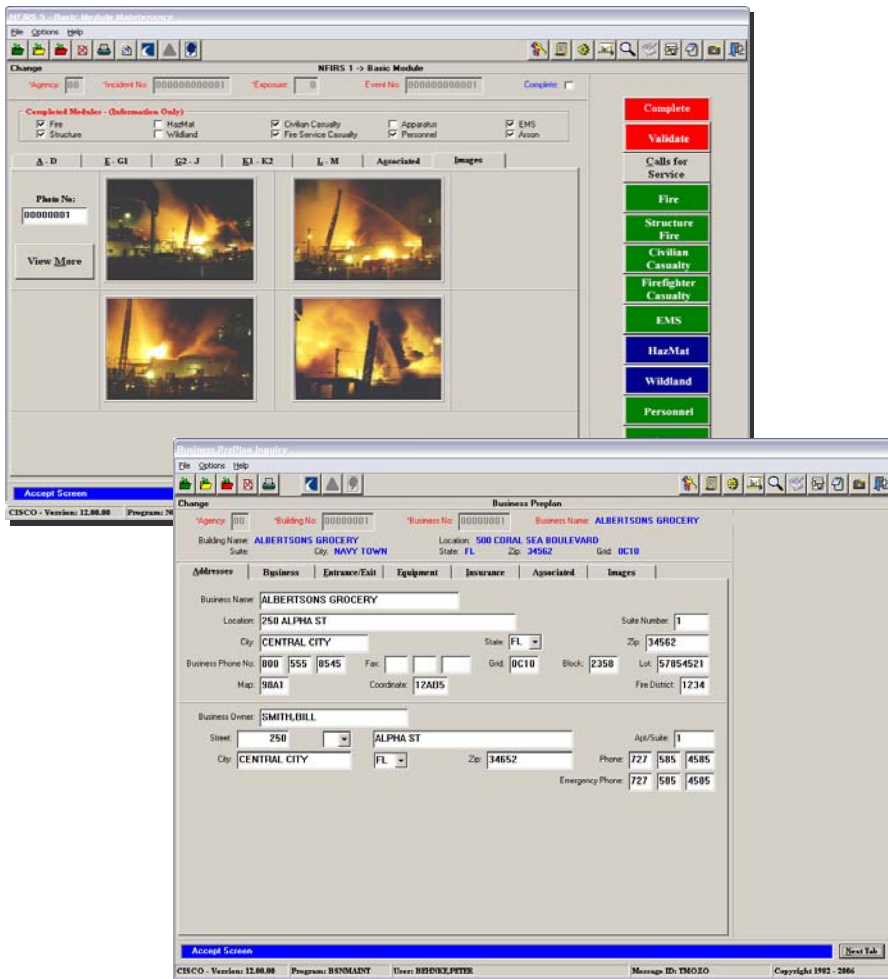 NFIRS 5 - Basic Module Maintenance
File Options Help
Change NFIRS 1 -> Basic Module
*Agency: 00 *Incident No: 000000000001 *Exposure: 0 Event No: 000000000001 Complete:
Completed Modules - (Information Only)
Fire HazMat Civilian Casualty Apparatus EMS
Structure Wildland Fire Service Casualty Personnel Arson
A - D E - G1 G2 - J K1 - K2 L - M Associated Images
Photo No:
00000001
View More
Complete
Validate
Calls for
Service
Fire
Structure
Fire
Civilian
Casualty
Firefighter
Casualty
EMS
HazMat
Wildland
Personnel
Accept Screen
CISCO - Version: 12.00.00 Program:
Business PrePlan Inquiry
File Options Help
Change Business Preplan
*Agency: 00 *Building No: 00000001 *Business No: 00000001 Business Name: ALBERTSONS GROCERY
Building Name: ALBERTSONS GROCERY Location: 500 CORAL SEA BOULEVARD
Suite: City: NAVY TOWN State: FL Zip: 34562 Grid: 0C10
Addresses Business Entrance/Exit Equipment Insurance Associated Images
Business Name: ALBERTSONS GROCERY
Location: 250 ALPHA ST Suite Number: 1
City: CENTRAL CITY State: FL Zip: 34562
Business Phone No: 800 555 8545 Fax: Grid: 0C10 Block: 2358 Lot: 57854521
Map: 98A1 Coordinate: 12AB5 Fire District: 1234
Business Owner: SMITH,BILL
Street: 250 ALPHA ST Apt/Suite: 1
City: CENTRAL CITY FL Zip: 34652 Phone: 727 585 4585
Emergency Phone: 727 585 4585
Accept Screen Next Tab
CISCO - Version: 12.00.00 Program: BSNMAINT User: BEHNKE,PETER Message ID: TMOZO Copyright 1982 - 2006